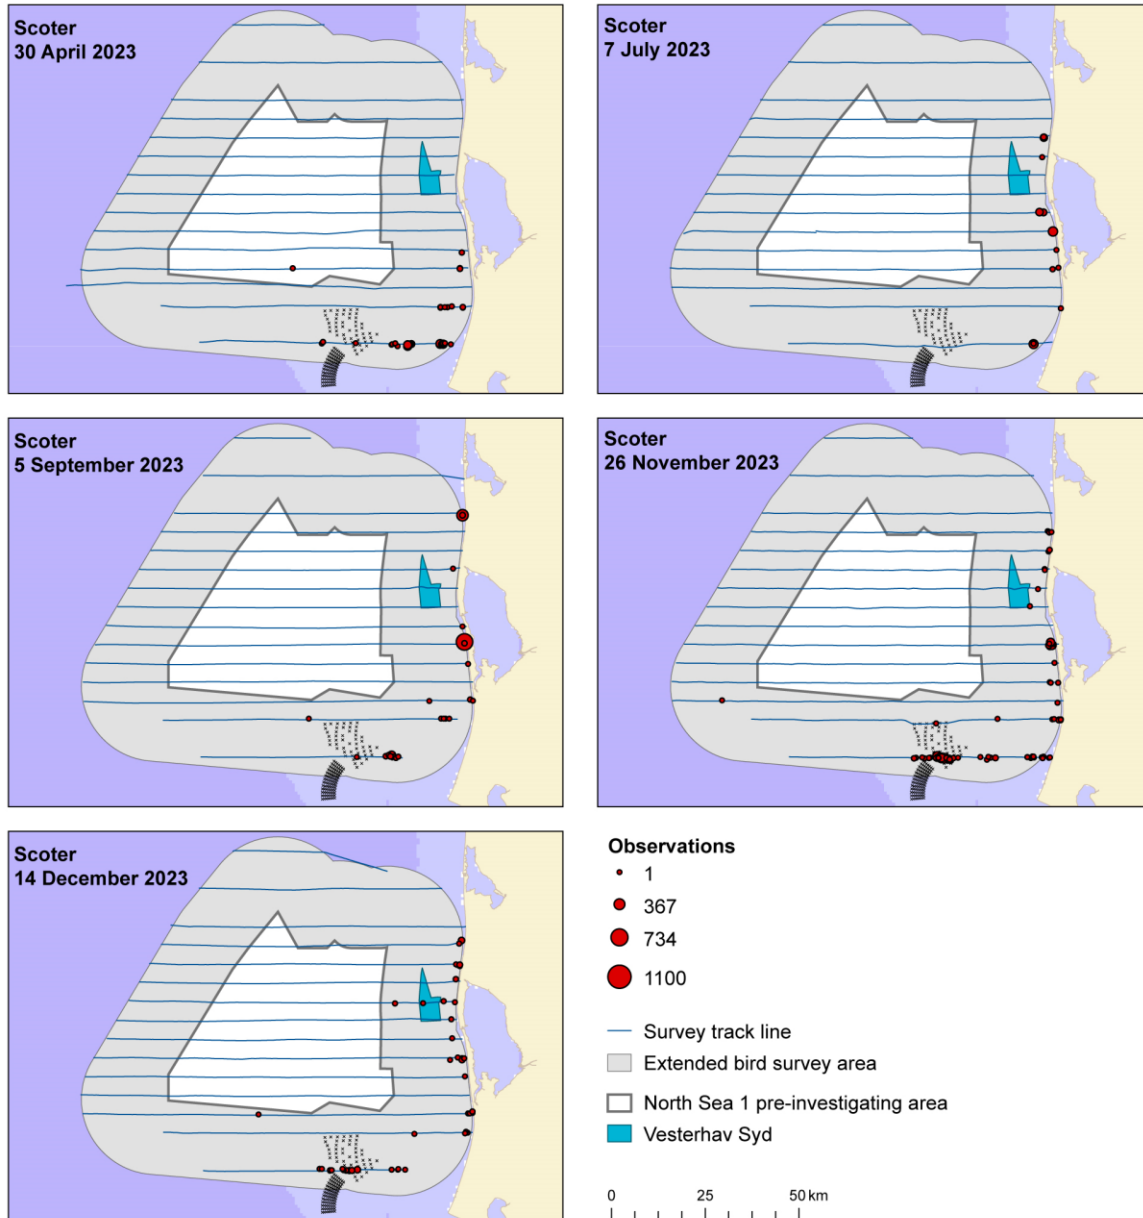 Scoter
30 April 2023
Scoter
7 July 2023
Scoter
5 September 2023
Scoter
26 November 2023
Scoter
14 December 2023
Observations
1
367
734
1100
Survey track line
Extended bird survey area
North Sea 1 pre-investigating area
Vesterhav Syd
0 25 50 km